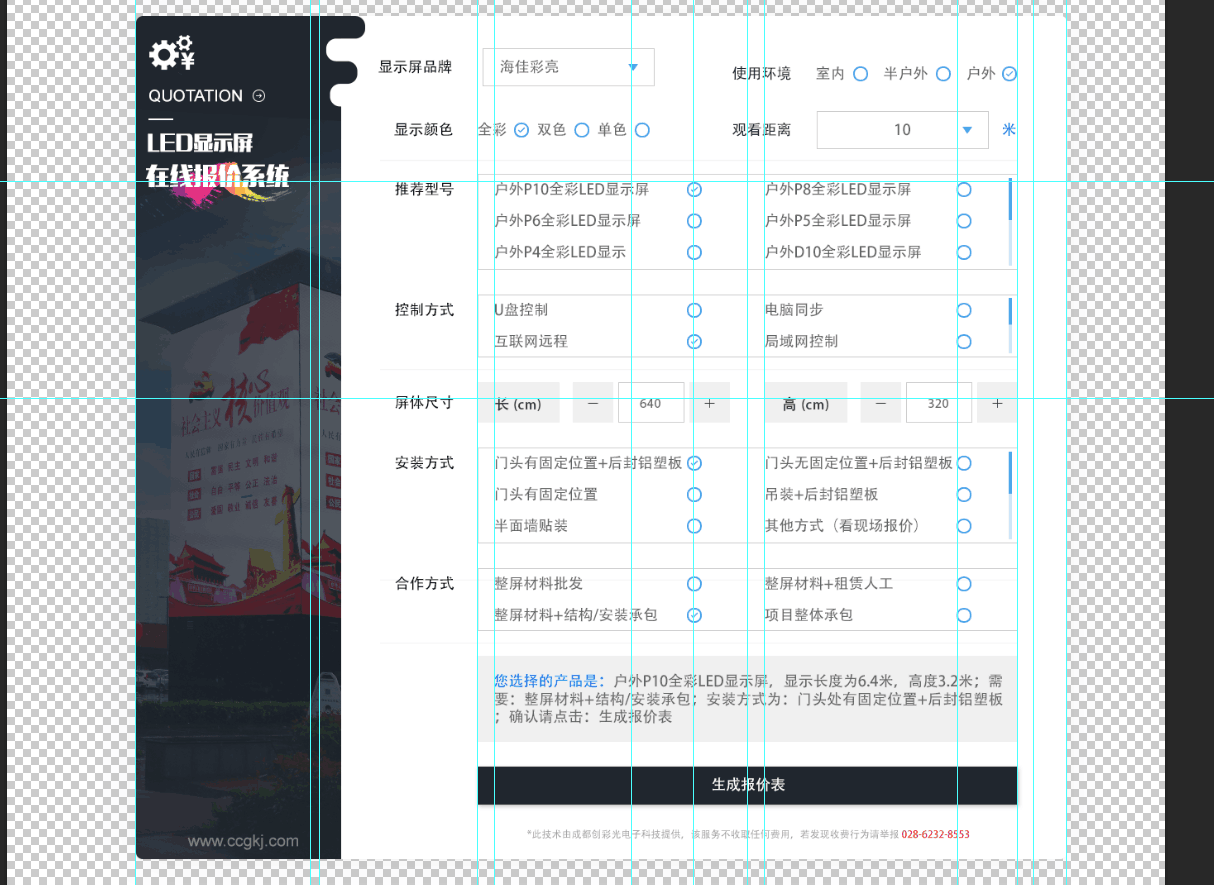 QUOTATION
LED显示屏
在线报价系统
www.ccgkj.com
显示屏品牌 海佳彩亮 使用环境 室内 半户外 户外
显示颜色 全彩 双色 单色 观看距离 10 米
推荐型号 户外P10全彩LED显示屏 户外P8全彩LED显示屏
户外P6全彩LED显示屏 户外P5全彩LED显示屏
户外P4全彩LED显示 户外D10全彩LED显示屏
控制方式 U盘控制 电脑同步
互联网远程 局域网控制
屏体尺寸 长 (cm) − 640 + 高 (cm) − 320 +
安装方式 门头有固定位置+后封铝塑板 门头无固定位置+后封铝塑板
门头有固定位置 吊装+后封铝塑板
半面墙贴装 其他方式（看现场报价）
合作方式 整屏材料批发 整屏材料+租赁人工
整屏材料+结构/安装承包 项目整体承包
您选择的产品是：户外P10全彩LED显示屏，显示长度为6.4米，高度3.2米；需
要：整屏材料+结构/安装承包；安装方式为：门头处有固定位置+后封铝塑板
；确认请点击：生成报价表
生成报价表
*此技术由成都创彩光电子科技提供，该服务不收取任何费用，若发现收费行为请举报 028-6232-8553